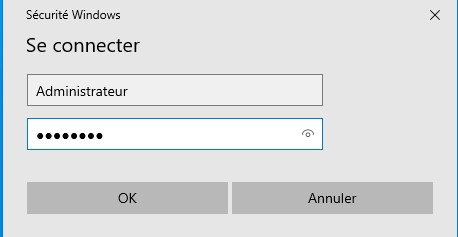 Sécurité Windows
Se connecter
Administrateur
●●●●●●●●
OK Annuler